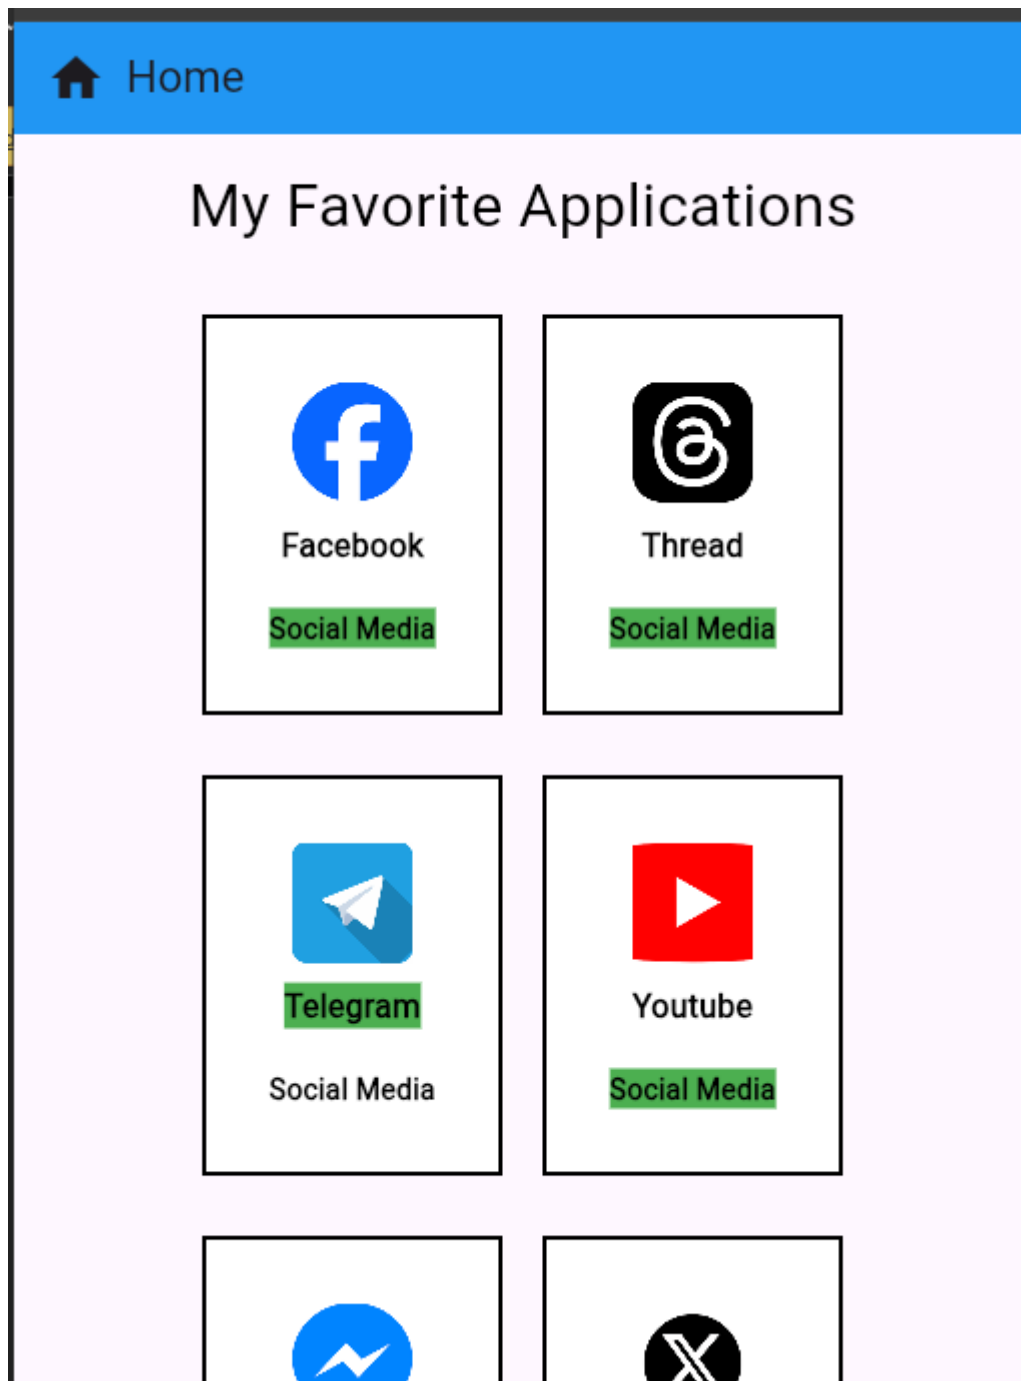 Home
My Favorite Applications
Facebook
Thread
Social Media
Social Media
Telegram
Youtube
Social Media
Social Media